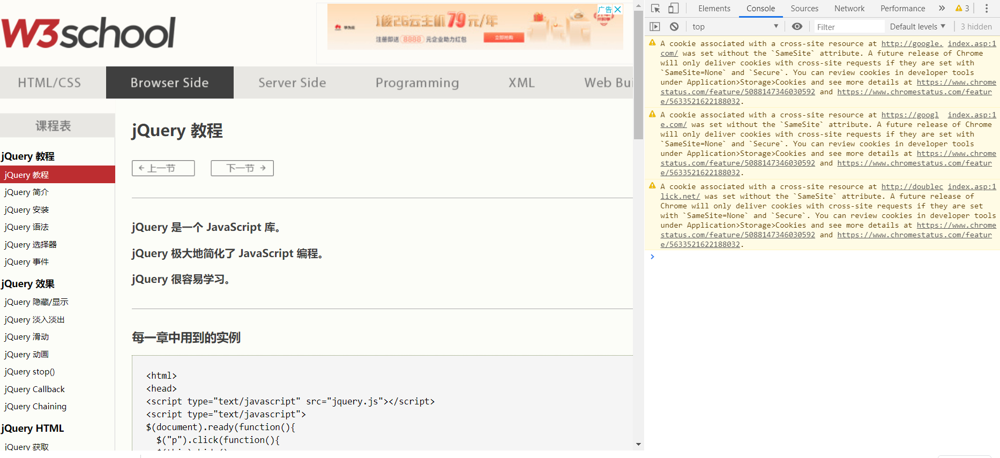 W3school
广告
1核2G云主机79元/年
华为云
注册即送 8888 元企业助力红包
立即抢购
HTML/CSS
Browser Side
Server Side
Programming
XML
Web Bui
课程表
jQuery 教程
jQuery 教程
jQuery 简介
jQuery 安装
jQuery 语法
jQuery 选择器
jQuery 事件
jQuery 效果
jQuery 隐藏/显示
jQuery 淡入淡出
jQuery 滑动
jQuery 动画
jQuery stop()
jQuery Callback
jQuery Chaining
jQuery HTML
jQuery 获取
jQuery 教程
← 上一节
下一节 →
jQuery 是一个 JavaScript 库。
jQuery 极大地简化了 JavaScript 编程。
jQuery 很容易学习。
每一章中用到的实例
<html>
<head>
<script type="text/javascript" src="jquery.js"></script>
<script type="text/javascript">
$(document).ready(function(){
$("p").click(function(){
Elements
Console
Sources
Network
Performance
»
3
top
Filter
Default levels
3 hidden
A cookie associated with a cross-site resource at http://google. index.asp:1
com/ was set without the `SameSite` attribute. A future release of Chrome
will only deliver cookies with cross-site requests if they are set with
`SameSite=None` and `Secure`. You can review cookies in developer tools
under Application>Storage>Cookies and see more details at https://www.chrome
status.com/feature/5088147346030592 and https://www.chromestatus.com/featur
e/5633521622188032.
A cookie associated with a cross-site resource at https://googl index.asp:1
e.com/ was set without the `SameSite` attribute. A future release of Chrome
will only deliver cookies with cross-site requests if they are set with
`SameSite=None` and `Secure`. You can review cookies in developer tools
under Application>Storage>Cookies and see more details at https://www.chrome
status.com/feature/5088147346030592 and https://www.chromestatus.com/featur
e/5633521622188032.
A cookie associated with a cross-site resource at http://doublec index.asp:1
lick.net/ was set without the `SameSite` attribute. A future release of
Chrome will only deliver cookies with cross-site requests if they are set
with `SameSite=None` and `Secure`. You can review cookies in developer tools
under Application>Storage>Cookies and see more details at https://www.chrome
status.com/feature/5088147346030592 and https://www.chromestatus.com/featur
e/5633521622188032.